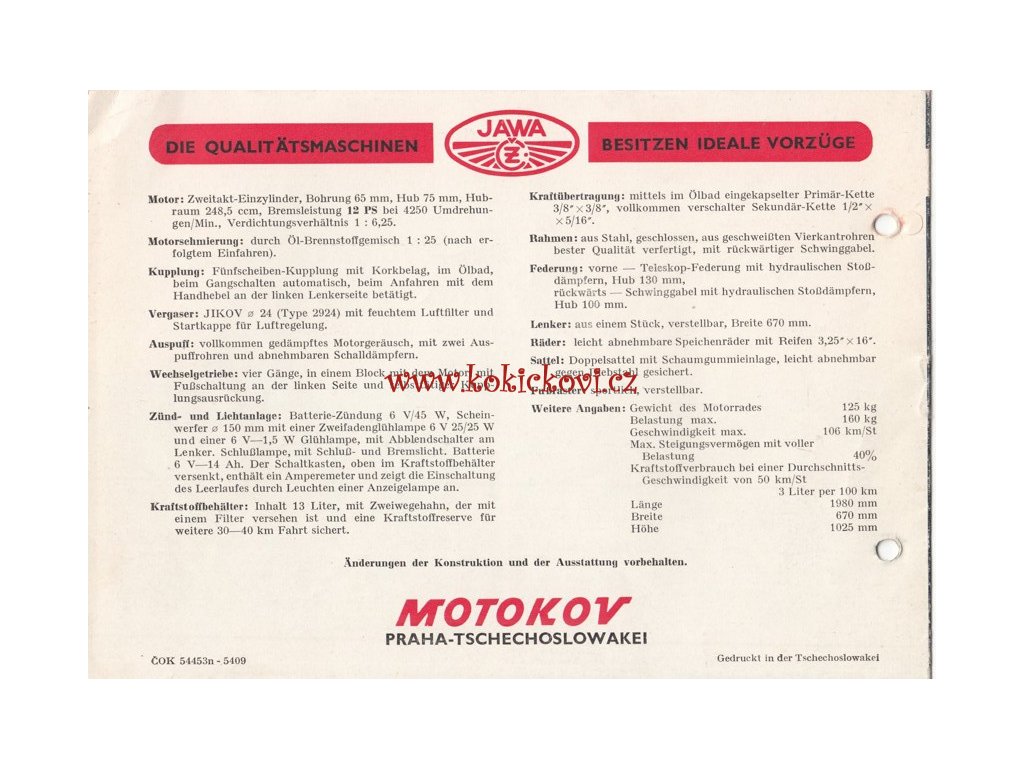 DIE QUALITÄTSMASCHINEN
JAWA
ČZ
BESITZEN IDEALE VORZÜGE
Motor: Zweitakt-Einzylinder, Bohrung 65 mm, Hub 75 mm, Hub-
raum 248,5 ccm, Bremsleistung 12 PS bei 4250 Umdrehun-
gen/Min., Verdichtungsverhältnis 1 : 6,25.
Motorsehmierung: durch Öl-Brennstoffgemisch 1 : 25 (nach er-
folgtem Einfahren).
Kupplung: Fünfscheiben-Kupplung mit Korkbelag, im Ölbad,
beim Gangschalten automatisch, beim Anfahren mit dem
Handhebel an der linken Lenkerseite betätigt.
Vergaser: JIKOV ø 24 (Type 2924) mit feuchtem Luftfilter und
Startkappe für Luftregelung.
Auspuff: vollkommen gedämpftes Motorgeräusch, mit zwei Aus-
puffrohren und abnehmbaren Schalldämpfern.
Wechselgetriebe: vier Gänge, in einem Block mit dem Motor, mit
Fußschaltung an der linken Seite und
lungsausrückung.
Zünd- und Lichtanlage: Batterie-Zündung 6 V/45 W, Schein-
werfer ø 150 mm mit einer Zweifadenglühlampe 6 V 25/25 W
und einer 6 V—1,5 W Glühlampe, mit Abblendschalter am
Lenker. Schlußlampe, mit Schluß- und Bremslicht. Batterie
6 V—14 Ah. Der Schaltkasten, oben im Kraftstoffbehälter
versenkt, enthält ein Amperemeter und zeigt die Einschaltung
des Leerlaufes durch Leuchten einer Anzeigelampe an.
Kraftstoffbehälter: Inhalt 13 Liter, mit Zweiwegehahn, der mit
einem Filter versehen ist und eine Kraftstoffreserve für
weitere 30—40 km Fahrt sichert.
Kraftübertragung: mittels im Ölbad eingekapselter Primär-Kette
3/8″×3/8″, vollkommen verschalter Sekundär-Kette 1/2″×
×5/16″.
Rahmen: aus Stahl, geschlossen, aus geschweißten Vierkantrohren
bester Qualität verfertigt, mit rückwärtiger Schwinggabel.
Federung: vorne — Teleskop-Federung mit hydraulischen Stoß-
dämpfern, Hub 130 mm,
rückwärts — Schwinggabel mit hydraulischen Stoßdämpfern,
Hub 100 mm.
Lenker: aus einem Stück, verstellbar, Breite 670 mm.
Räder: leicht abnehmbare Speichenräder mit Reifen 3,25″×16″.
Sattel: Doppelsattel mit Schaumgummieinlage, leicht abnehmbar
gegen Diebstahl gesichert.
Fußrasten: sportlich, verstellbar.
Weitere Angaben: Gewicht des Motorrades 125 kg
Belastung max. 160 kg
Geschwindigkeit max. 106 km/St
Max. Steigungsvermögen mit voller
Belastung 40%
Kraftstoffverbrauch bei einer Durchschnitts-
Geschwindigkeit von 50 km/St
3 Liter per 100 km
Länge 1980 mm
Breite 670 mm
Höhe 1025 mm
www.kokickovi.cz
Änderungen der Konstruktion und der Ausstattung vorbehalten.
MOTOKOV
PRAHA-TSCHECHOSLOWAKEI
ČOK 54453n - 5409
Gedruckt in der Tschechoslowakei